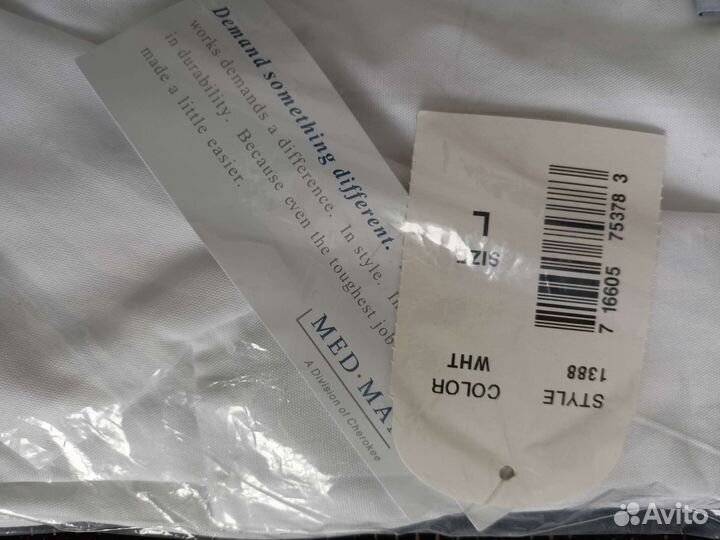 Demand something different.
works demands a difference. In style. In
in durability. Because even the toughest job
made a little easier.
MED·MA
A Division of Cherokee
STYLE
1388
COLOR
WHT
SIZE
L
7 16605 75378 3
Avito